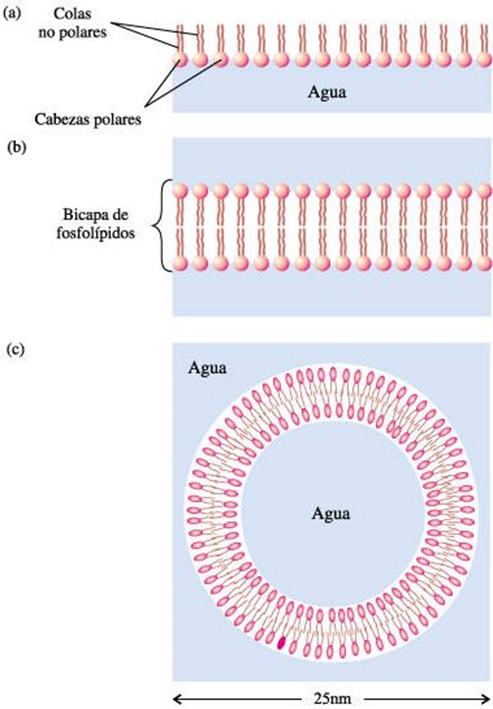 (a)
Colas
no polares
Agua
Cabezas polares
(b)
Bicapa de
fosfolípidos
(c)
Agua
Agua
25nm